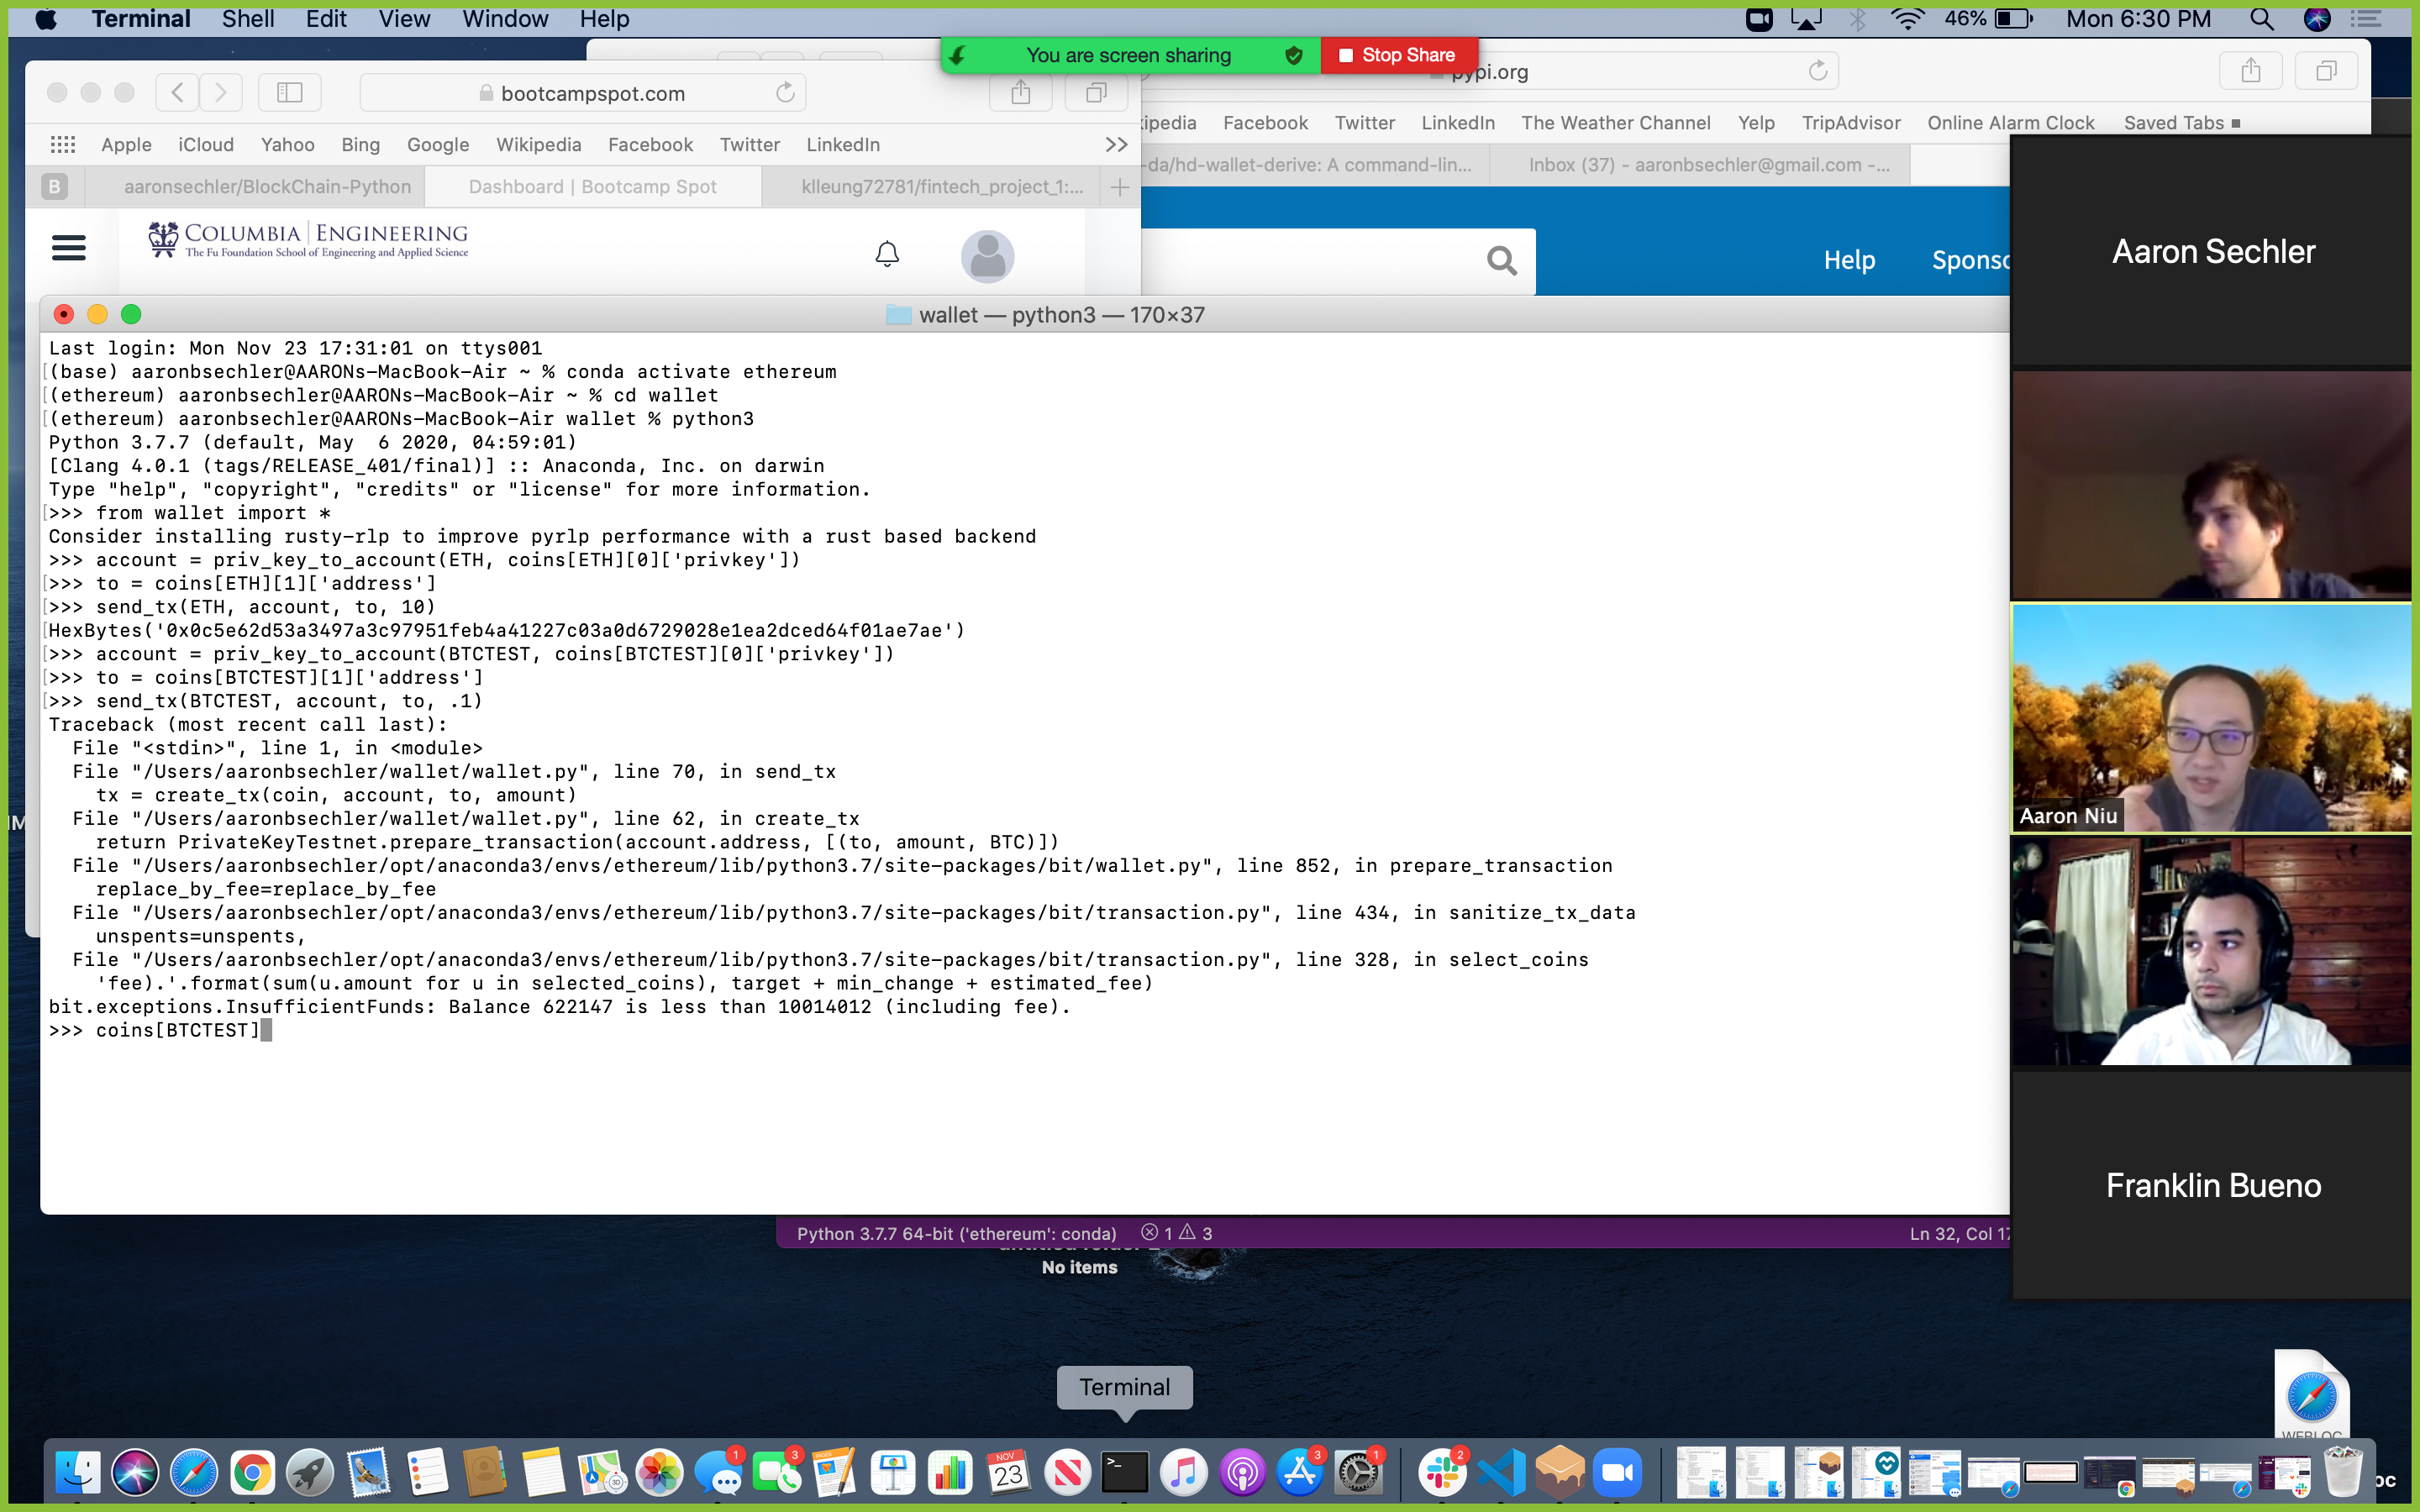 Terminal Shell Edit View Window Help
46% Mon 6:30 PM
You are screen sharing
Stop Share
bootcampspot.com
pypi.org
Apple iCloud Yahoo Bing Google Wikipedia Facebook Twitter LinkedIn
ipedia Facebook Twitter LinkedIn The Weather Channel Yelp TripAdvisor Online Alarm Clock Saved Tabs
B aaronsechler/BlockChain-Python Dashboard | Bootcamp Spot klleung72781/fintech_project_1:...
-da/hd-wallet-derive: A command-lin... Inbox (37) - aaronbsechler@gmail.com -...
COLUMBIA | ENGINEERING
The Fu Foundation School of Engineering and Applied Science
Help Sponso
wallet — python3 — 170×37
Last login: Mon Nov 23 17:31:01 on ttys001
[(base) aaronbsechler@AARONs-MacBook-Air ~ % conda activate ethereum
[(ethereum) aaronbsechler@AARONs-MacBook-Air ~ % cd wallet
[(ethereum) aaronbsechler@AARONs-MacBook-Air wallet % python3
Python 3.7.7 (default, May  6 2020, 04:59:01)
[Clang 4.0.1 (tags/RELEASE_401/final)] :: Anaconda, Inc. on darwin
Type "help", "copyright", "credits" or "license" for more information.
[>>> from wallet import *
Consider installing rusty-rlp to improve pyrlp performance with a rust based backend
>>> account = priv_key_to_account(ETH, coins[ETH][0]['privkey'])
[>>> to = coins[ETH][1]['address']
[>>> send_tx(ETH, account, to, 10)
[HexBytes('0x0c5e62d53a3497a3c97951feb4a41227c03a0d6729028e1ea2dced64f01ae7ae')
[>>> account = priv_key_to_account(BTCTEST, coins[BTCTEST][0]['privkey'])
[>>> to = coins[BTCTEST][1]['address']
[>>> send_tx(BTCTEST, account, to, .1)
Traceback (most recent call last):
  File "<stdin>", line 1, in <module>
  File "/Users/aaronbsechler/wallet/wallet.py", line 70, in send_tx
    tx = create_tx(coin, account, to, amount)
  File "/Users/aaronbsechler/wallet/wallet.py", line 62, in create_tx
    return PrivateKeyTestnet.prepare_transaction(account.address, [(to, amount, BTC)])
  File "/Users/aaronbsechler/opt/anaconda3/envs/ethereum/lib/python3.7/site-packages/bit/wallet.py", line 852, in prepare_transaction
    replace_by_fee=replace_by_fee
  File "/Users/aaronbsechler/opt/anaconda3/envs/ethereum/lib/python3.7/site-packages/bit/transaction.py", line 434, in sanitize_tx_data
    unspents=unspents,
  File "/Users/aaronbsechler/opt/anaconda3/envs/ethereum/lib/python3.7/site-packages/bit/transaction.py", line 328, in select_coins
    'fee).'.format(sum(u.amount for u in selected_coins), target + min_change + estimated_fee)
bit.exceptions.InsufficientFunds: Balance 622147 is less than 10014012 (including fee).
>>> coins[BTCTEST]
Aaron Sechler
Aaron Niu
Franklin Bueno
Python 3.7.7 64-bit ('ethereum': conda) 1 3
Ln 32, Col 17
No items
Terminal
NOV
23
1
3
3
1
2